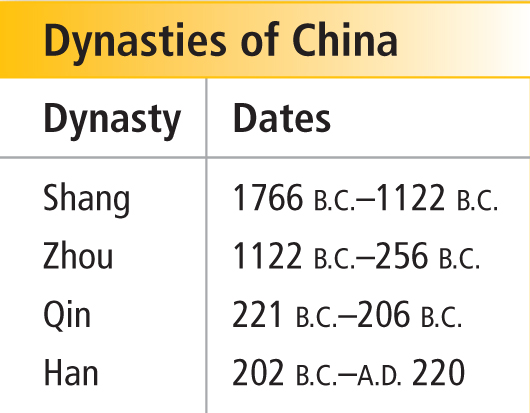 Dynasties of China
Dynasty Dates
Shang 1766 B.C.–1122 B.C.
Zhou 1122 B.C.–256 B.C.
Qin 221 B.C.–206 B.C.
Han 202 B.C.–A.D. 220